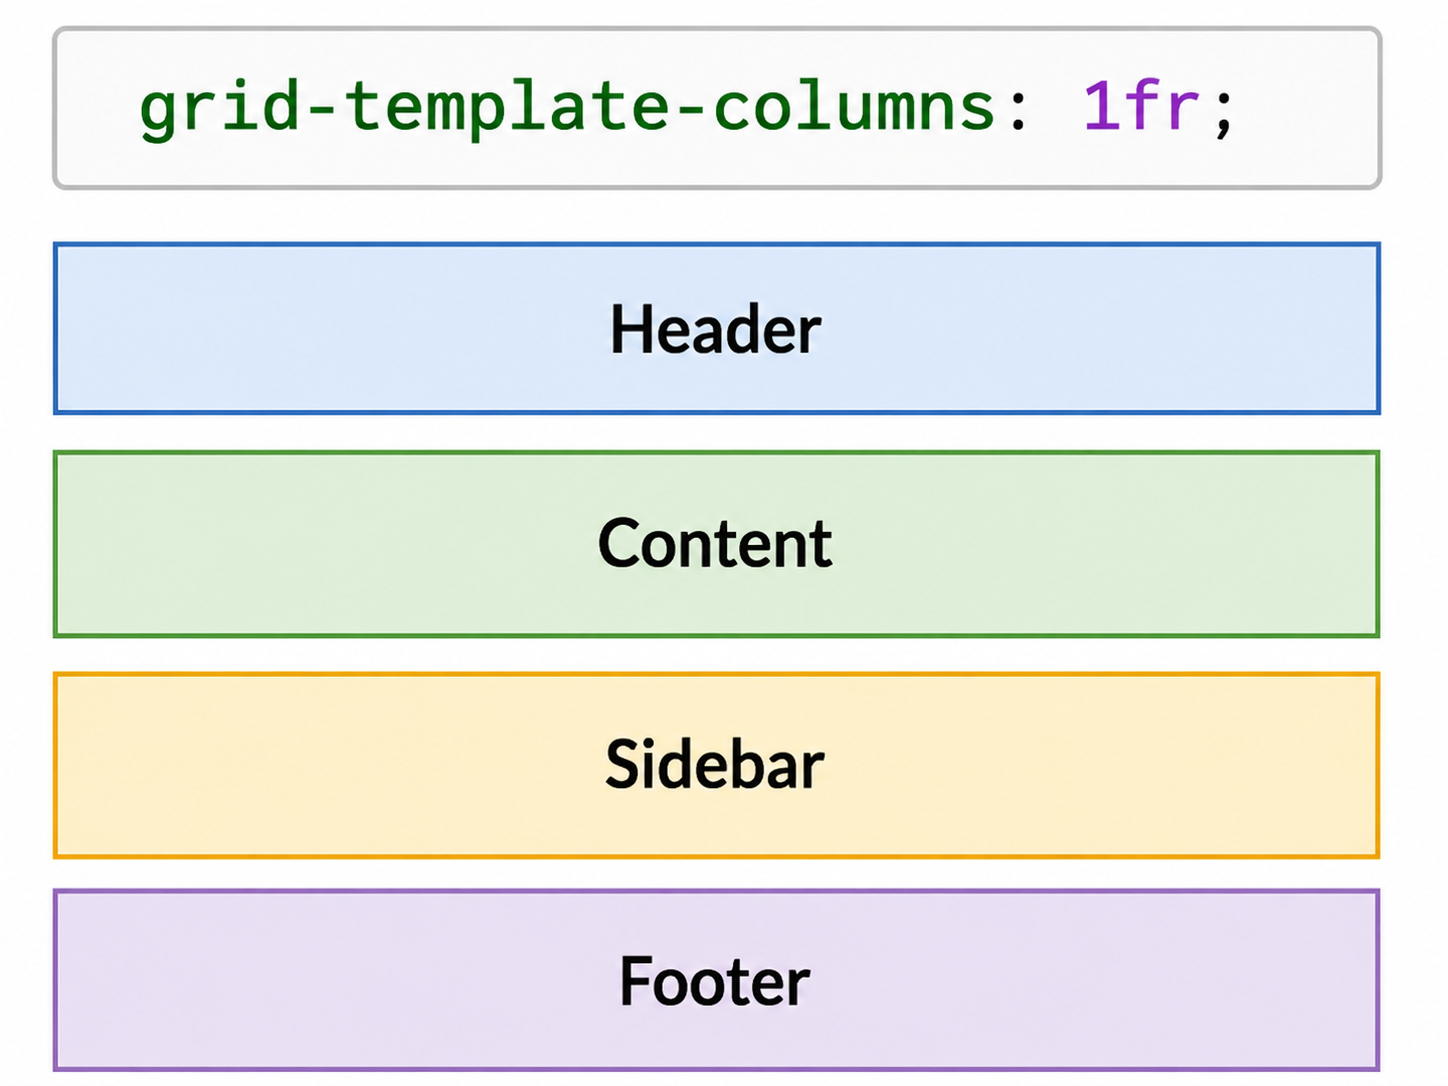 grid-template-columns: 1fr;
Header
Content
Sidebar
Footer